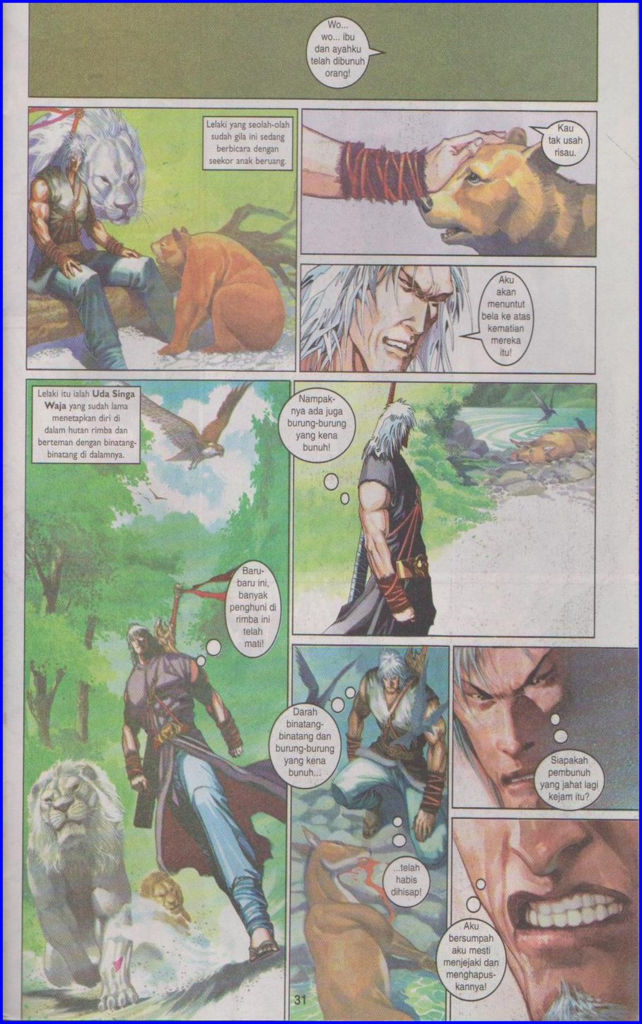 Wo...
wo... ibu
dan ayahku
telah dibunuh
orang!
Lelaki yang seolah-olah
sudah gila ini sedang
berbicara dengan
seekor anak beruang.
Kau
tak usah
risau.
Aku
akan
menuntut
bela ke atas
kematian
mereka
itu!
Lelaki itu ialah Uda Singa
Waja yang sudah lama
menetapkan diri di
dalam hutan rimba dan
berteman dengan binatang-
binatang di dalamnya.
Baru-
baru ini,
banyak
penghuni di
rimba ini
telah
mati!
Nampak-
nya ada juga
burung-burung
yang kena
bunuh!
Darah
binatang-
binatang dan
burung-burung
yang kena
bunuh...
...telah
habis
dihisap!
Siapakah
pembunuh
yang jahat lagi
kejam itu?
Aku
bersumpah
aku mesti
menjejaki dan
menghapus-
kannya!
31